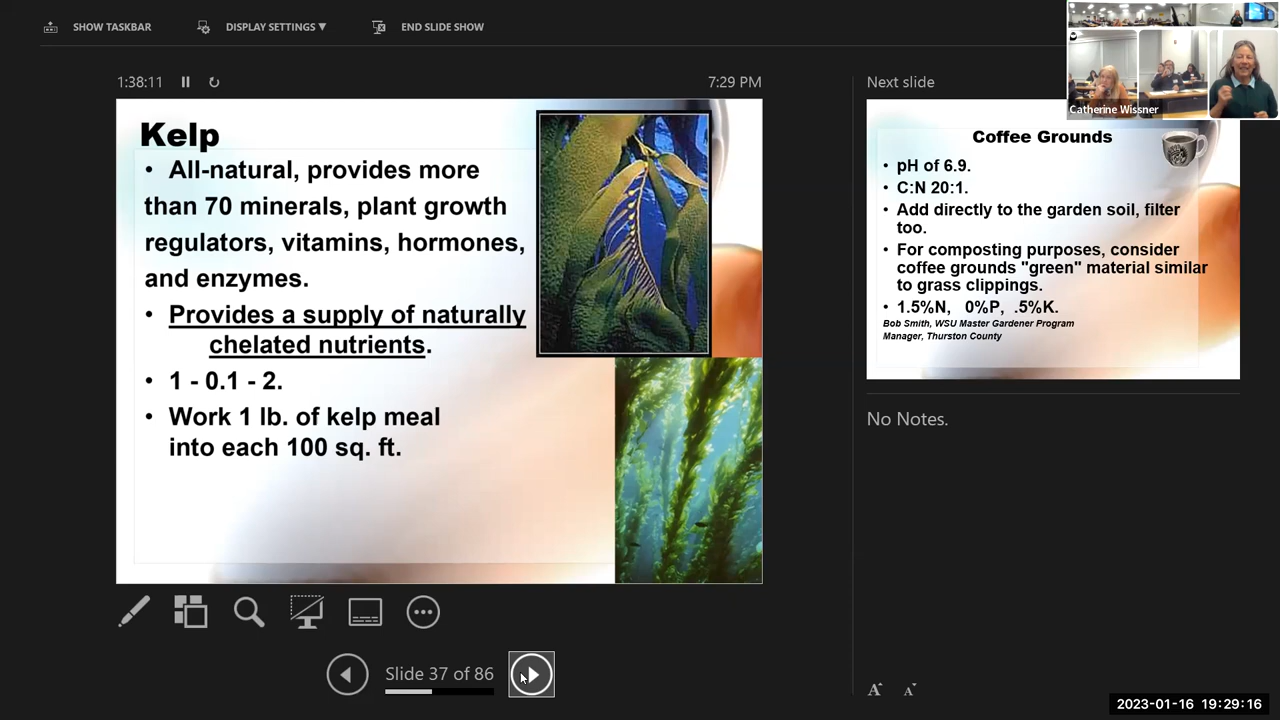 SHOW TASKBAR
DISPLAY SETTINGS ▼
END SLIDE SHOW
1:38:11
7:29 PM
Kelp
• All-natural, provides more
than 70 minerals, plant growth
regulators, vitamins, hormones,
and enzymes.
• Provides a supply of naturally
chelated nutrients.
• 1 - 0.1 - 2.
• Work 1 lb. of kelp meal
into each 100 sq. ft.
Slide 37 of 86
Next slide
Catherine Wissner
Coffee Grounds
• pH of 6.9.
• C:N 20:1.
• Add directly to the garden soil, filter
too.
• For composting purposes, consider
coffee grounds "green" material similar
to grass clippings.
• 1.5%N, 0%P, .5%K.
Bob Smith, WSU Master Gardener Program
Manager, Thurston County
No Notes.
A A
2023-01-16 19:29:16